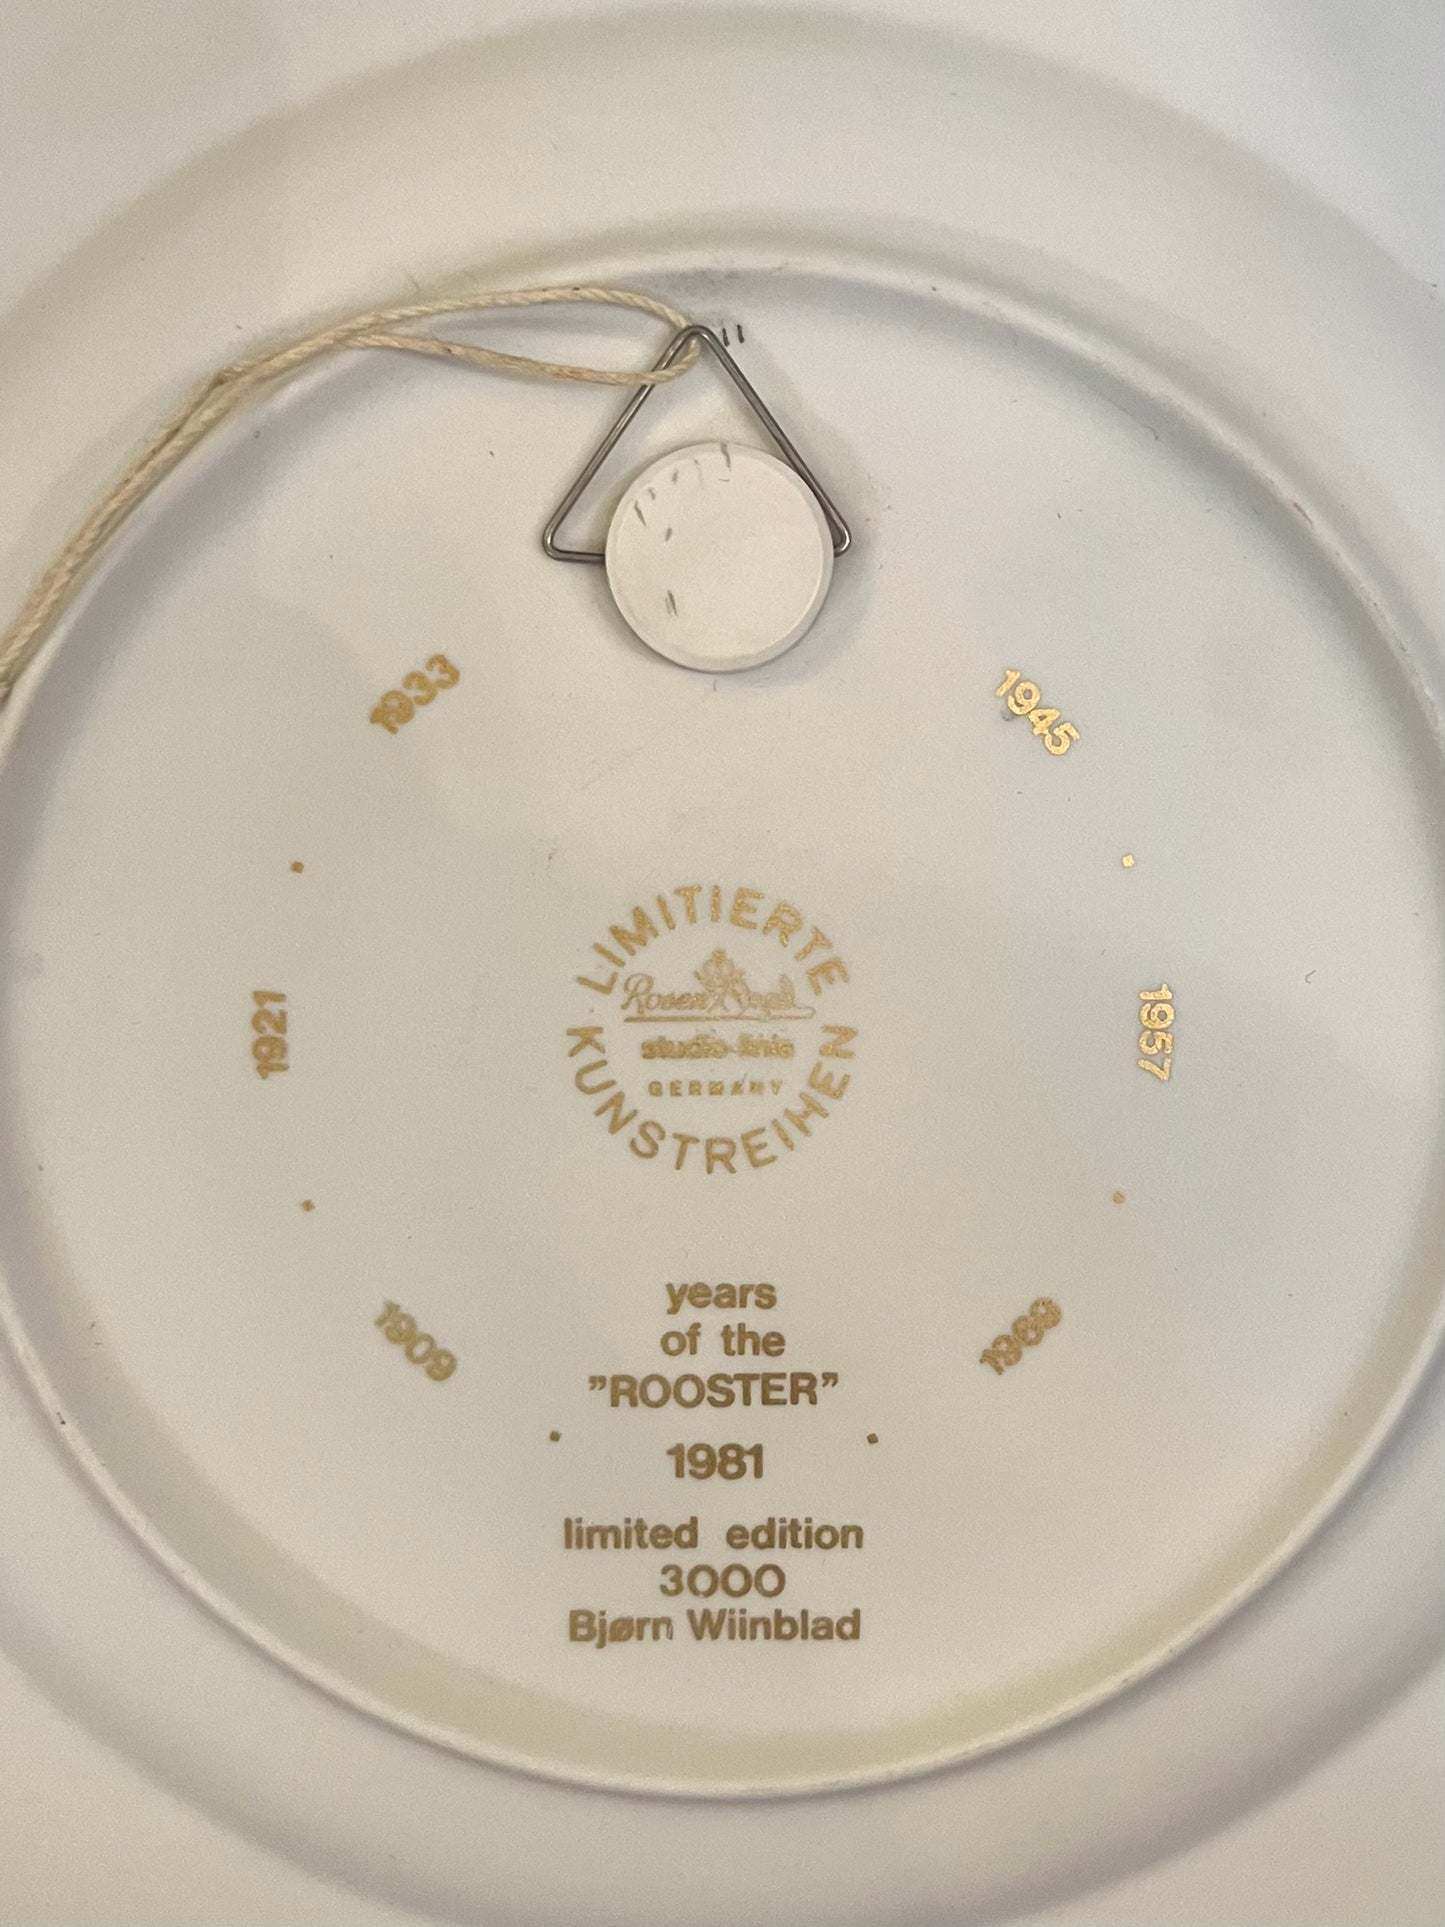 1933
1945
1921
1957
1909
1969
LIMITIERTE
Rosenthal
studio-linie
GERMANY
KUNSTREIHEN
years
of the
”ROOSTER”
1981
limited edition
3000
Bjørn Wiinblad